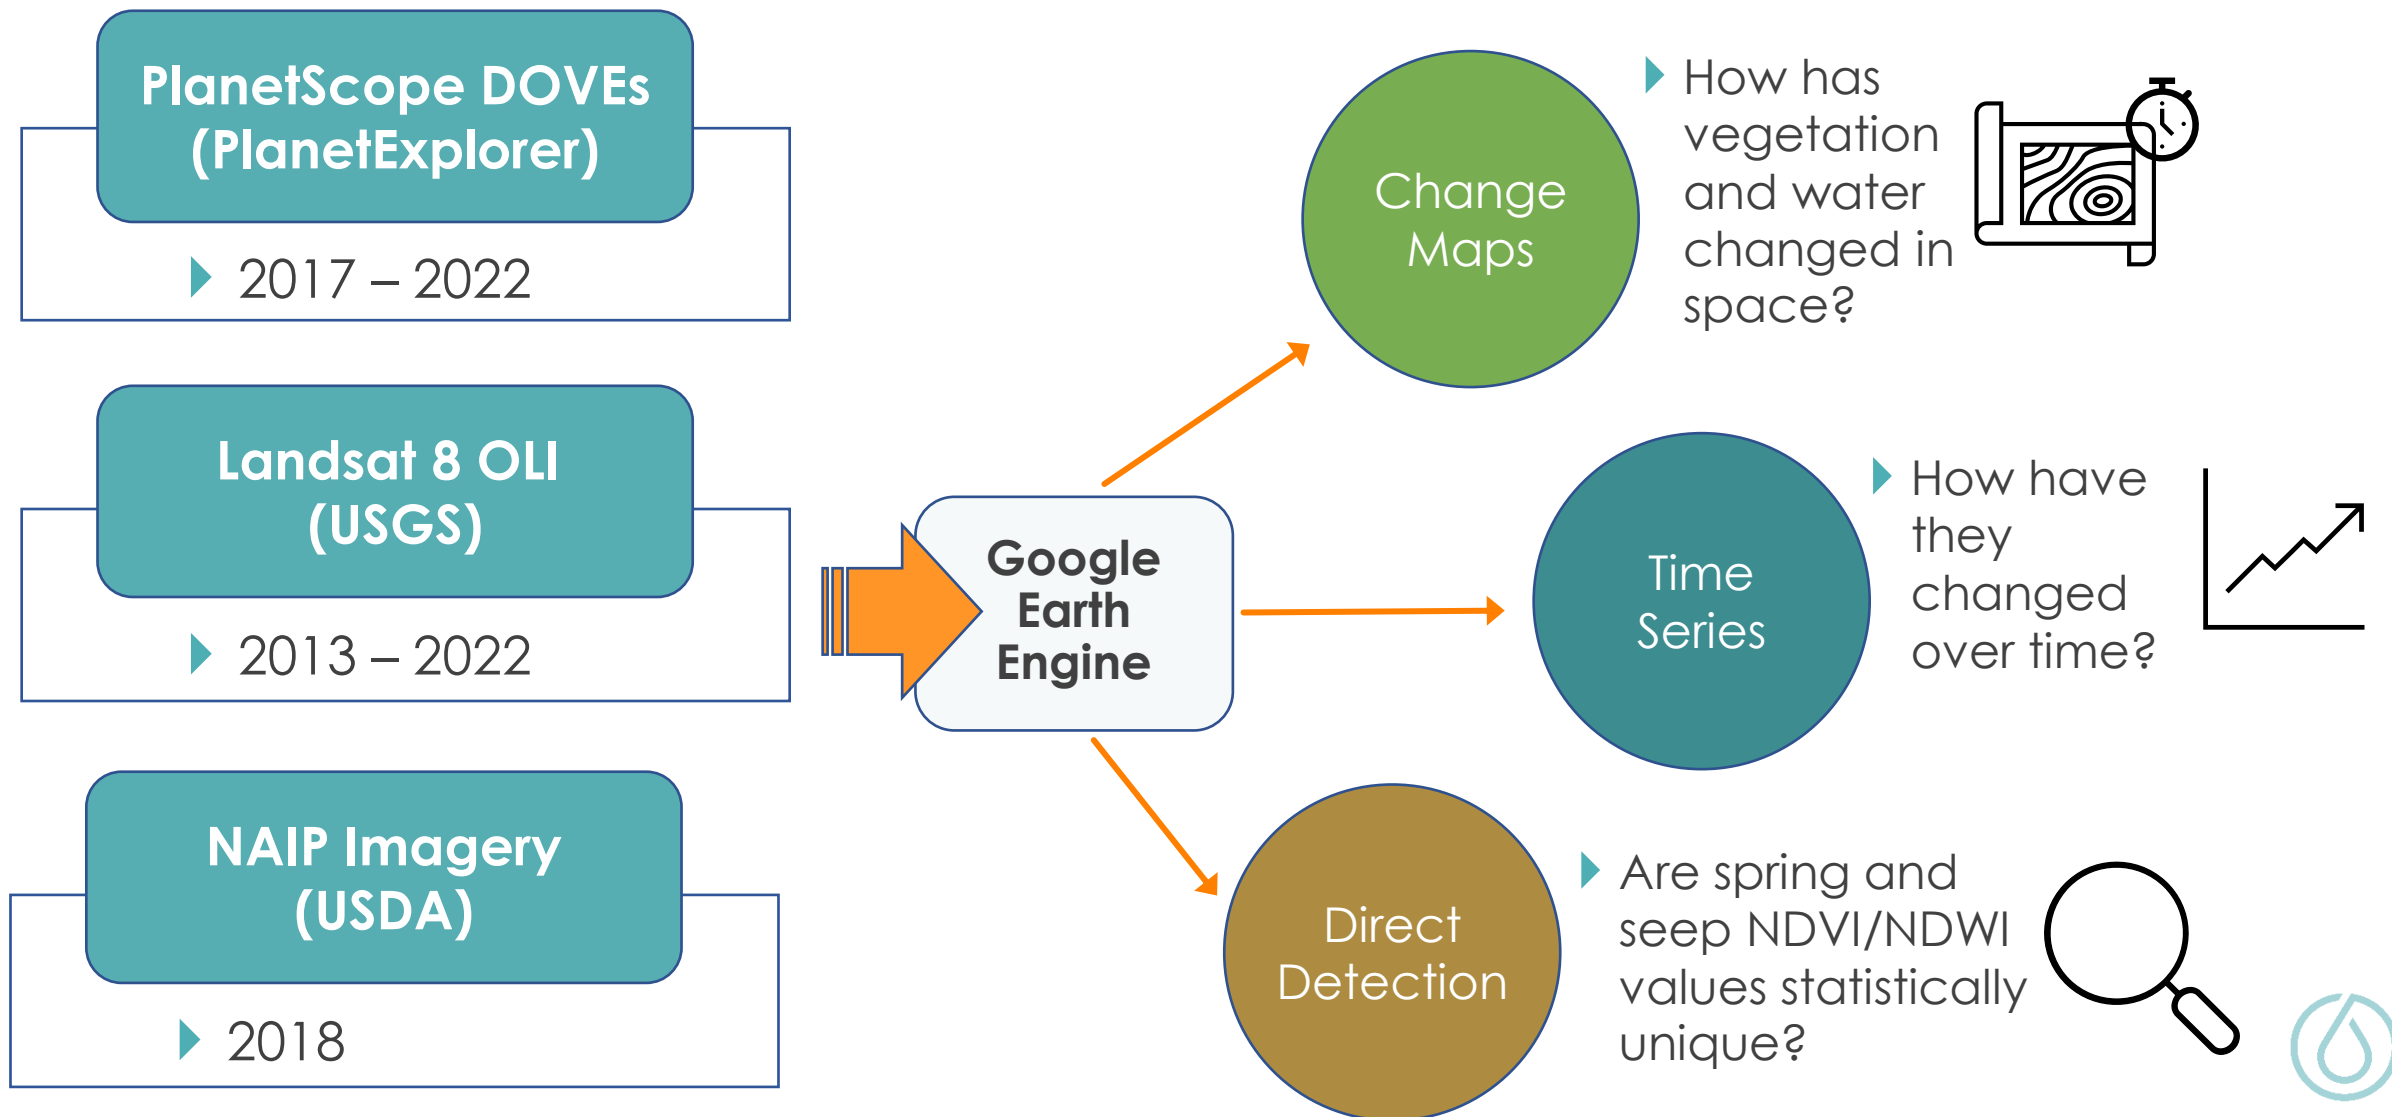 PlanetScope DOVEs
(PlanetExplorer)
2017 – 2022
Landsat 8 OLI
(USGS)
2013 – 2022
NAIP Imagery
(USDA)
2018
Google
Earth
Engine
Change
Maps
How has
vegetation
and water
changed in
space?
Time
Series
How have
they
changed
over time?
Direct
Detection
Are spring and
seep NDVI/NDWI
values statistically
unique?